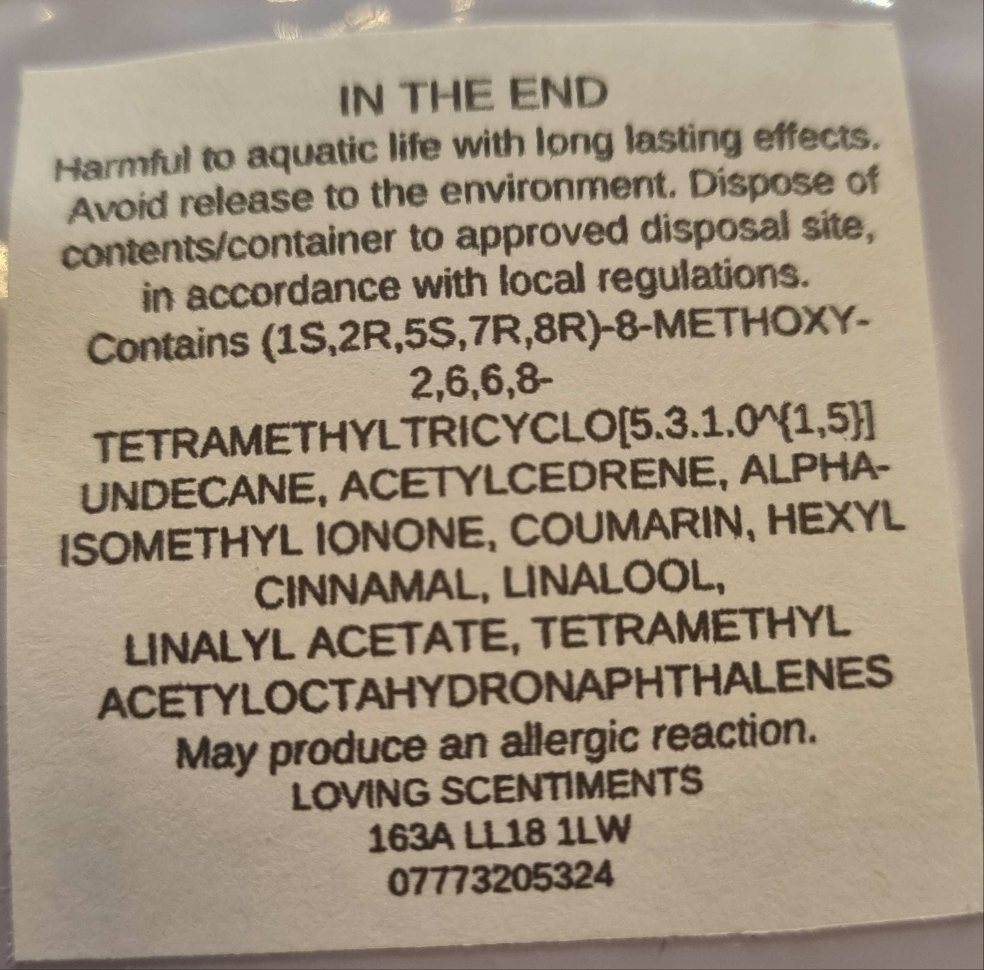 IN THE END
Harmful to aquatic life with long lasting effects.
Avoid release to the environment. Dispose of
contents/container to approved disposal site,
in accordance with local regulations.
Contains (1S,2R,5S,7R,8R)-8-METHOXY-
2,6,6,8-
TETRAMETHYLTRICYCLO[5.3.1.0^{1,5}]
UNDECANE, ACETYLCEDRENE, ALPHA-
ISOMETHYL IONONE, COUMARIN, HEXYL
CINNAMAL, LINALOOL,
LINALYL ACETATE, TETRAMETHYL
ACETYLOCTAHYDRONAPHTHALENES
May produce an allergic reaction.
LOVING SCENTIMENTS
163A LL18 1LW
07773205324